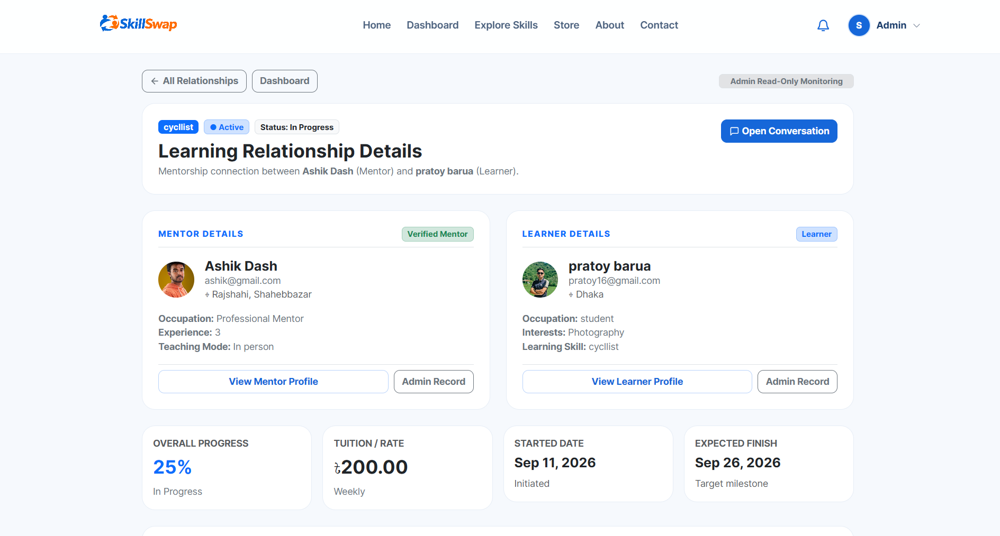 SkillSwap
Home Dashboard Explore Skills Store About Contact
S Admin
← All Relationships Dashboard Admin Read-Only Monitoring
cycllist Active Status: In Progress Open Conversation
Learning Relationship Details
Mentorship connection between Ashik Dash (Mentor) and pratoy barua (Learner).
MENTOR DETAILS Verified Mentor
Ashik Dash
ashik@gmail.com
Rajshahi, Shahebbazar
Occupation: Professional Mentor
Experience: 3
Teaching Mode: In person
View Mentor Profile Admin Record
LEARNER DETAILS Learner
pratoy barua
pratoy16@gmail.com
Dhaka
Occupation: student
Interests: Photography
Learning Skill: cycllist
View Learner Profile Admin Record
OVERALL PROGRESS
25%
In Progress
TUITION / RATE
৳200.00
Weekly
STARTED DATE
Sep 11, 2026
Initiated
EXPECTED FINISH
Sep 26, 2026
Target milestone